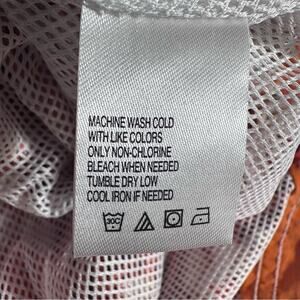 MACHINE WASH COLD
WITH LIKE COLORS
ONLY NON-CHLORINE
BLEACH WHEN NEEDED
TUMBLE DRY LOW
COOL IRON IF NEEDED
30C